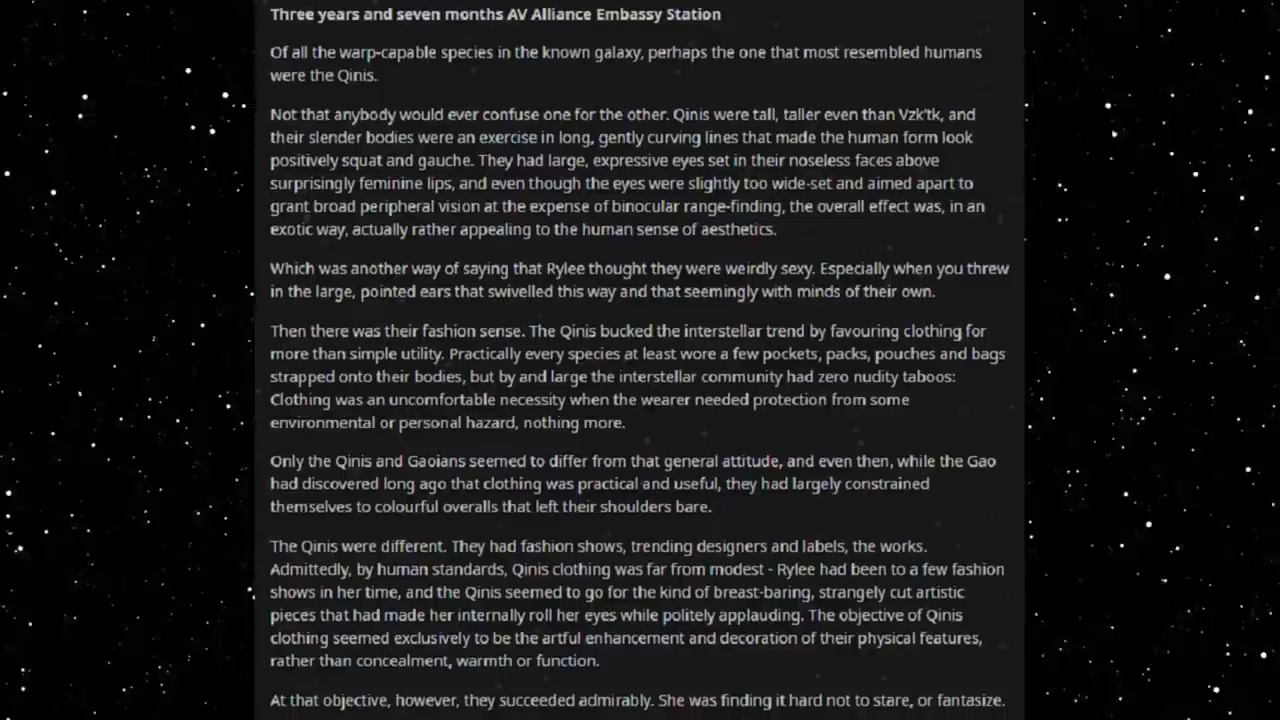 Three years and seven months AV Alliance Embassy Station
Of all the warp-capable species in the known galaxy, perhaps the one that most resembled humans
were the Qinis.
Not that anybody would ever confuse one for the other. Qinis were tall, taller even than Vzk'tk, and
their slender bodies were an exercise in long, gently curving lines that made the human form look
positively squat and gauche. They had large, expressive eyes set in their noseless faces above
surprisingly feminine lips, and even though the eyes were slightly too wide-set and aimed apart to
grant broad peripheral vision at the expense of binocular range-finding, the overall effect was, in an
exotic way, actually rather appealing to the human sense of aesthetics.
Which was another way of saying that Rylee thought they were weirdly sexy. Especially when you threw
in the large, pointed ears that swivelled this way and that seemingly with minds of their own.
Then there was their fashion sense. The Qinis bucked the interstellar trend by favouring clothing for
more than simple utility. Practically every species at least wore a few pockets, packs, pouches and bags
strapped onto their bodies, but by and large the interstellar community had zero nudity taboos:
Clothing was an uncomfortable necessity when the wearer needed protection from some
environmental or personal hazard, nothing more.
Only the Qinis and Gaoians seemed to differ from that general attitude, and even then, while the Gao
had discovered long ago that clothing was practical and useful, they had largely constrained
themselves to colourful overalls that left their shoulders bare.
The Qinis were different. They had fashion shows, trending designers and labels, the works.
Admittedly, by human standards, Qinis clothing was far from modest - Rylee had been to a few fashion
shows in her time, and the Qinis seemed to go for the kind of breast-baring, strangely cut artistic
pieces that had made her internally roll her eyes while politely applauding. The objective of Qinis
clothing seemed exclusively to be the artful enhancement and decoration of their physical features,
rather than concealment, warmth or function.
At that objective, however, they succeeded admirably. She was finding it hard not to stare, or fantasize.